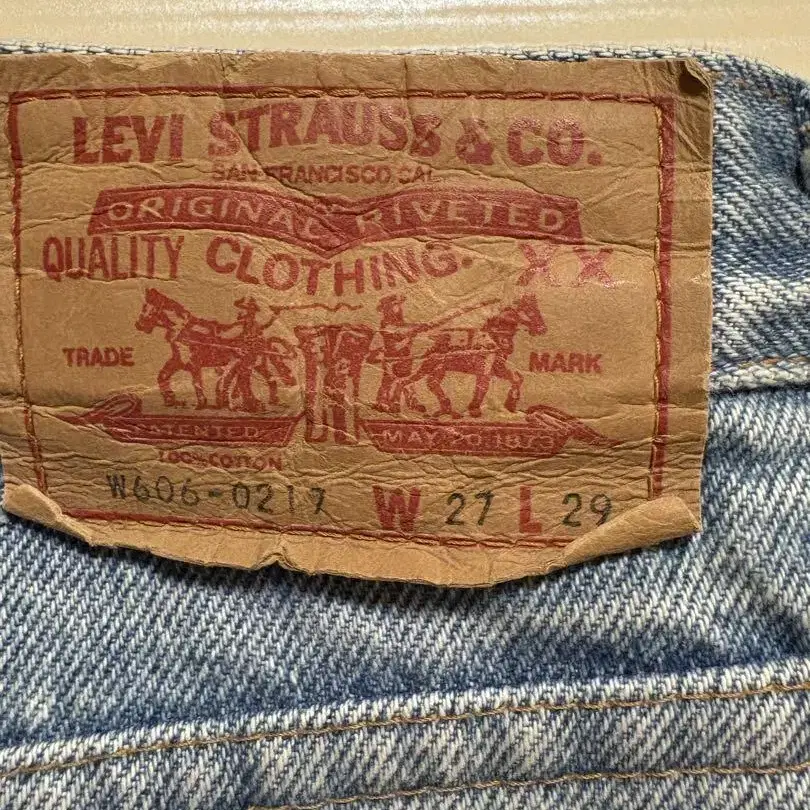 LEVI STRAUSS & CO.
SAN FRANCISCO CAL
ORIGINAL RIVETED
QUALITY CLOTHING. XX
TRADE MARK
PATENTED MAY 20 1873
100% COTTON
W606-0217 W 27 L 29